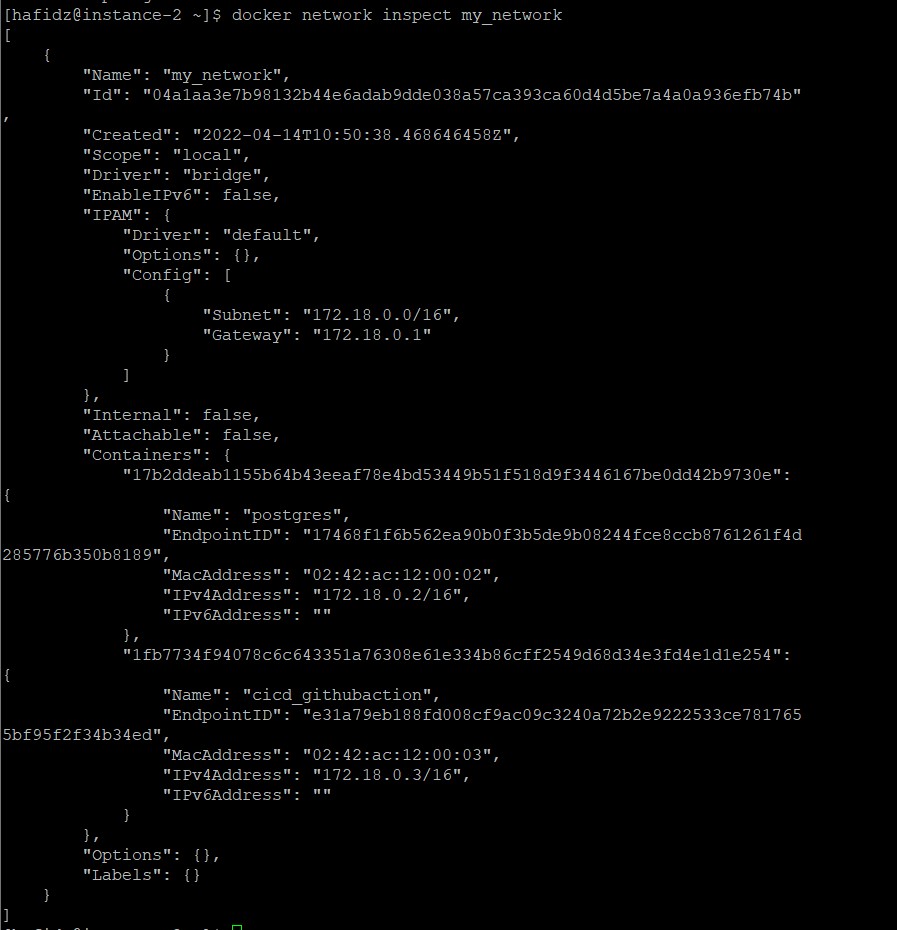 [hafidz@instance-2 ~]$ docker network inspect my_network
[
    {
        "Name": "my_network",
        "Id": "04a1aa3e7b98132b44e6adab9dde038a57ca393ca60d4d5be7a4a0a936efb74b"
,
        "Created": "2022-04-14T10:50:38.468646458Z",
        "Scope": "local",
        "Driver": "bridge",
        "EnableIPv6": false,
        "IPAM": {
            "Driver": "default",
            "Options": {},
            "Config": [
                {
                    "Subnet": "172.18.0.0/16",
                    "Gateway": "172.18.0.1"
                }
            ]
        },
        "Internal": false,
        "Attachable": false,
        "Containers": {
            "17b2ddeab1155b64b43eeaf78e4bd53449b51f518d9f3446167be0dd42b9730e":
{
                "Name": "postgres",
                "EndpointID": "17468f1f6b562ea90b0f3b5de9b08244fce8ccb8761261f4d
285776b350b8189",
                "MacAddress": "02:42:ac:12:00:02",
                "IPv4Address": "172.18.0.2/16",
                "IPv6Address": ""
            },
            "1fb7734f94078c6c643351a76308e61e334b86cff2549d68d34e3fd4e1d1e254":
{
                "Name": "cicd_githubaction",
                "EndpointID": "e31a79eb188fd008cf9ac09c3240a72b2e9222533ce781765
5bf95f2f34b34ed",
                "MacAddress": "02:42:ac:12:00:03",
                "IPv4Address": "172.18.0.3/16",
                "IPv6Address": ""
            }
        },
        "Options": {},
        "Labels": {}
    }
]